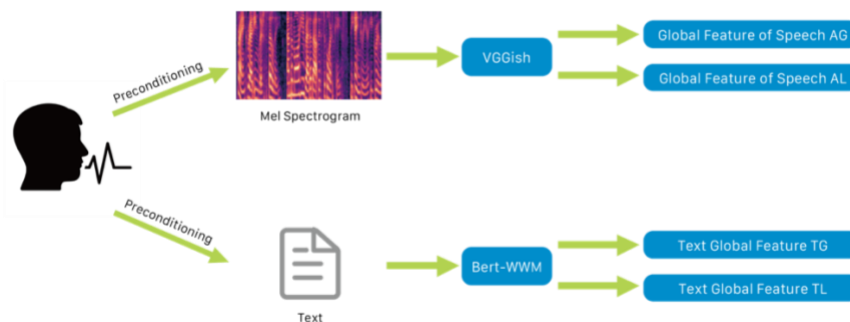 Preconditioning
Mel Spectrogram
VGGish
Global Feature of Speech AG
Global Feature of Speech AL
Preconditioning
Text
Bert-WWM
Text Global Feature TG
Text Global Feature TL